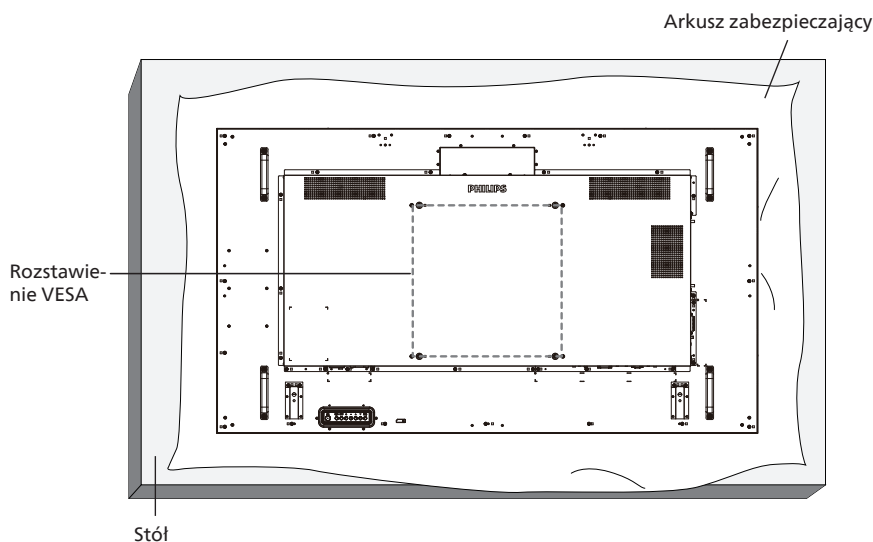 Arkusz zabezpieczający
PHILIPS
Rozstawie-
nie VESA
Stół